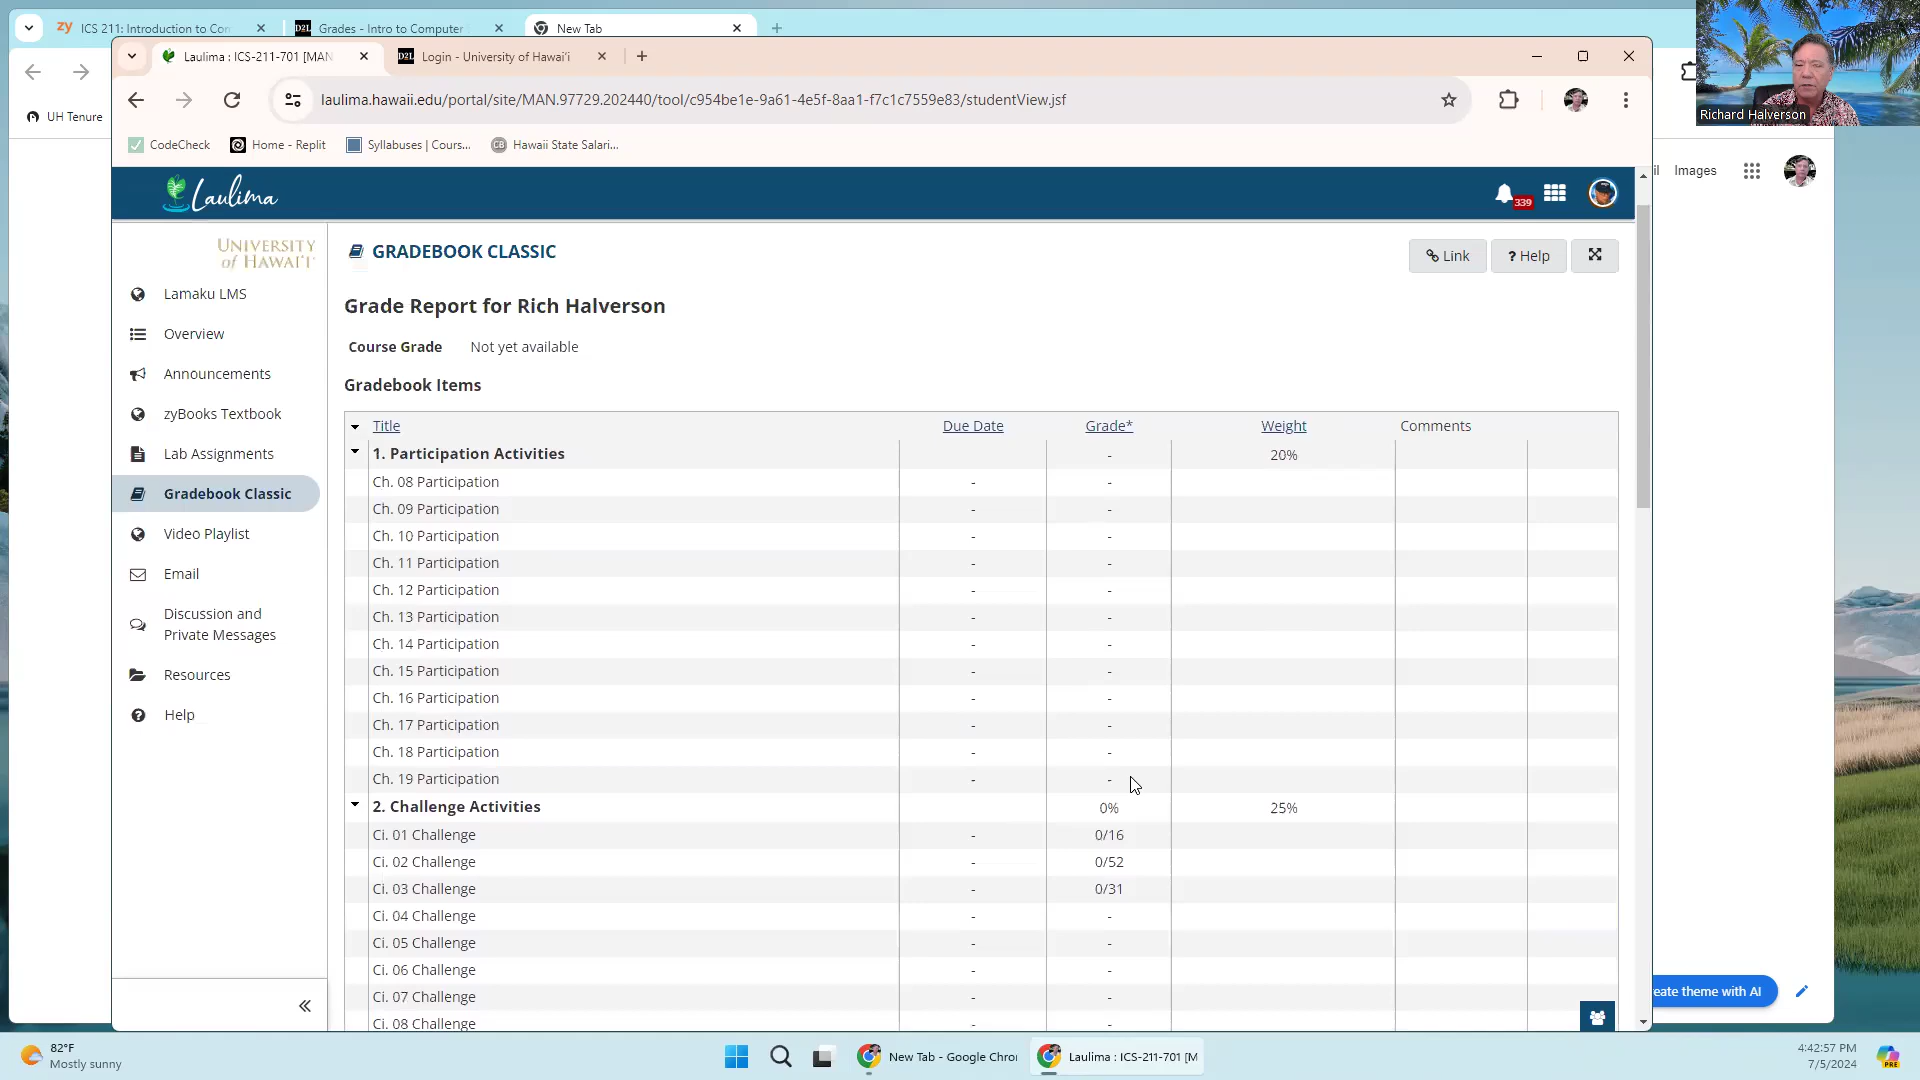 zy ICS 211: Introduction to Con
D2L Grades - Intro to Computer
New Tab
Laulima : ICS-211-701 [MAN
D2L Login - University of Hawai'i
laulima.hawaii.edu/portal/site/MAN.97729.202440/tool/c954be1e-9a61-4e5f-8aa1-f7c1c7559e83/studentView.jsf
UH Tenure
CodeCheck
Home - Replit
Syllabuses | Cours...
CB Hawaii State Salari...
Richard Halverson
Images
Laulima
339
UNIVERSITY
of HAWAI'I
Lamaku LMS
Overview
Announcements
zyBooks Textbook
Lab Assignments
Gradebook Classic
Video Playlist
Email
Discussion and
Private Messages
Resources
Help
GRADEBOOK CLASSIC
Link
? Help
Grade Report for Rich Halverson
Course Grade Not yet available
Gradebook Items
Title Due Date Grade* Weight Comments
1. Participation Activities - 20%
Ch. 08 Participation - -
Ch. 09 Participation - -
Ch. 10 Participation - -
Ch. 11 Participation - -
Ch. 12 Participation - -
Ch. 13 Participation - -
Ch. 14 Participation - -
Ch. 15 Participation - -
Ch. 16 Participation - -
Ch. 17 Participation - -
Ch. 18 Participation - -
Ch. 19 Participation - -
2. Challenge Activities 0% 25%
Ci. 01 Challenge - 0/16
Ci. 02 Challenge - 0/52
Ci. 03 Challenge - 0/31
Ci. 04 Challenge - -
Ci. 05 Challenge - -
Ci. 06 Challenge - -
Ci. 07 Challenge - -
Ci. 08 Challenge - -
eate theme with AI
82°F
Mostly sunny
New Tab - Google Chro
Laulima : ICS-211-701 [M
4:42:57 PM
7/5/2024
PRE